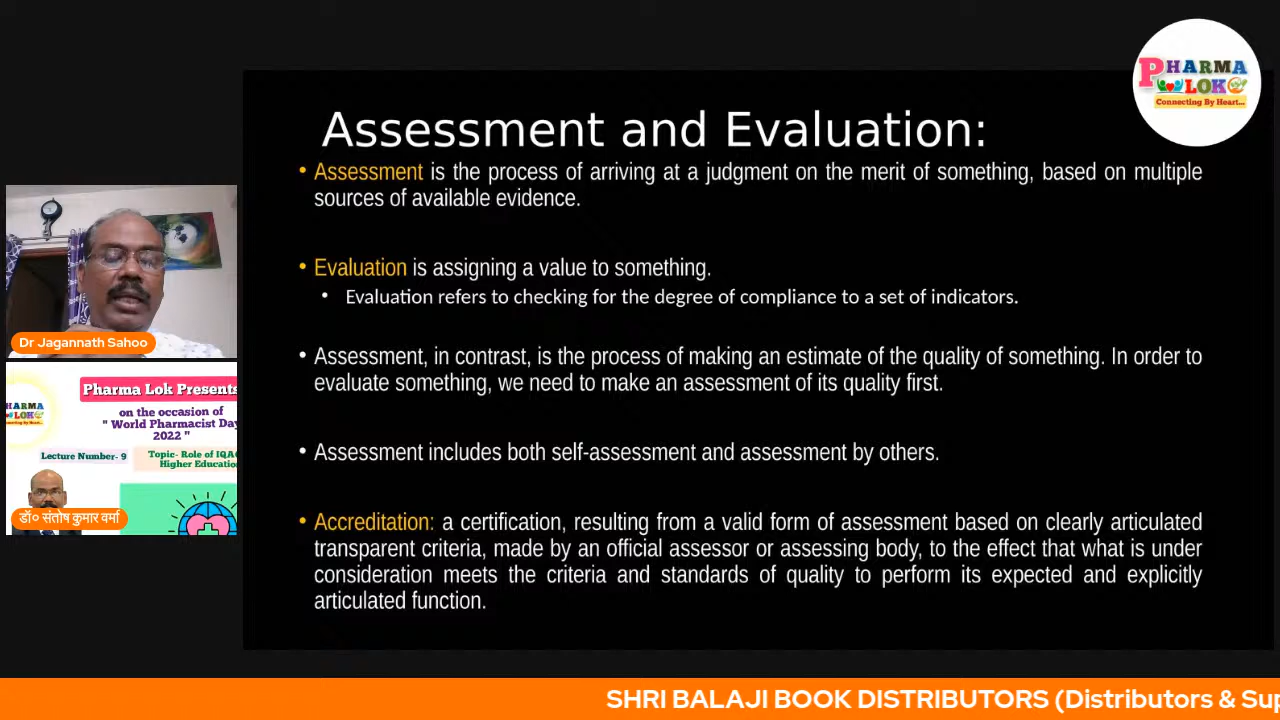 PHARMA
LOK
Connecting By Heart...
Assessment and Evaluation:
• Assessment is the process of arriving at a judgment on the merit of something, based on multiple
sources of available evidence.
• Evaluation is assigning a value to something.
• Evaluation refers to checking for the degree of compliance to a set of indicators.
• Assessment, in contrast, is the process of making an estimate of the quality of something. In order to
evaluate something, we need to make an assessment of its quality first.
• Assessment includes both self-assessment and assessment by others.
• Accreditation: a certification, resulting from a valid form of assessment based on clearly articulated
transparent criteria, made by an official assessor or assessing body, to the effect that what is under
consideration meets the criteria and standards of quality to perform its expected and explicitly
articulated function.
Dr Jagannath Sahoo
Pharma Lok Presents
on the occasion of
" World Pharmacist Day
2022 "
Lecture Number- 9
Topic- Role of IQAC
Higher Education
डॉ० संतोष कुमार वर्मा
SHRI BALAJI BOOK DISTRIBUTORS (Distributors & Sup